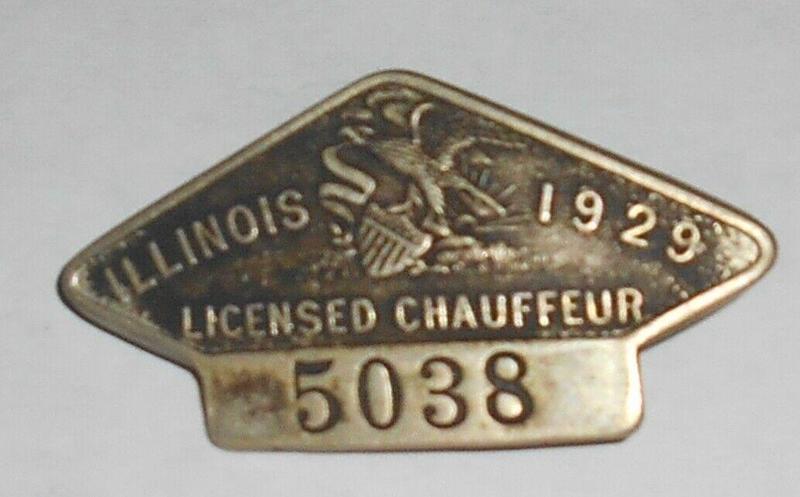 ILLINOIS 1929
LICENSED CHAUFFEUR
5038